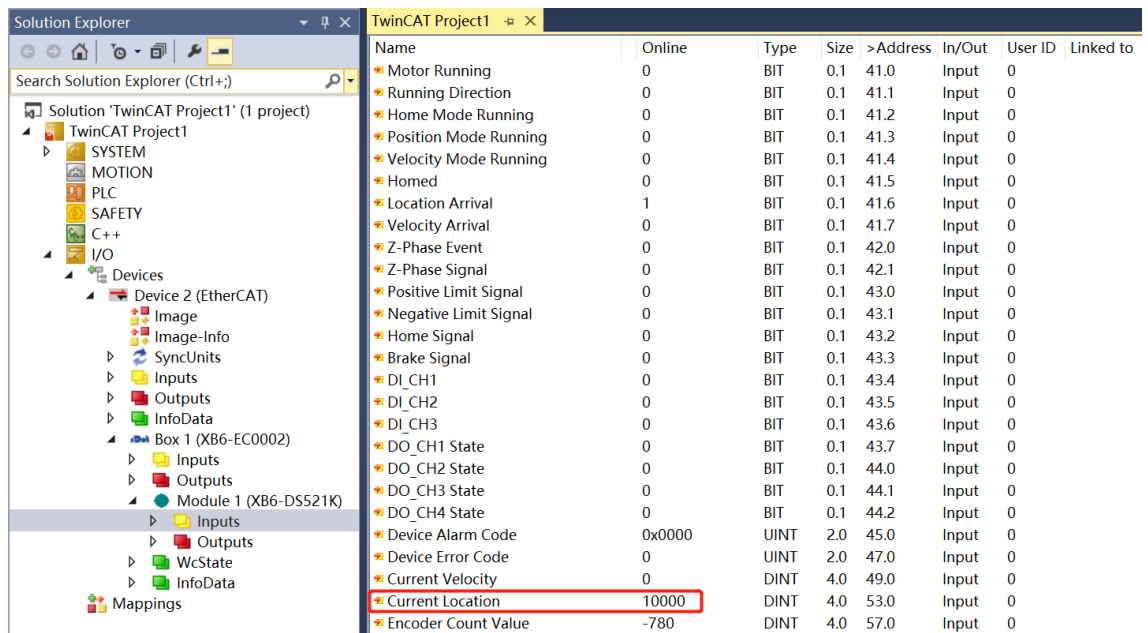 Solution Explorer
Search Solution Explorer (Ctrl+;)
Solution 'TwinCAT Project1' (1 project)
TwinCAT Project1
SYSTEM
MOTION
PLC
SAFETY
C++
I/O
Devices
Device 2 (EtherCAT)
Image
Image-Info
SyncUnits
Inputs
Outputs
InfoData
Box 1 (XB6-EC0002)
Inputs
Outputs
Module 1 (XB6-DS521K)
Inputs
Outputs
WcState
InfoData
Mappings
TwinCAT Project1
Name Online Type Size >Address In/Out User ID Linked to
Motor Running 0 BIT 0.1 41.0 Input 0
Running Direction 0 BIT 0.1 41.1 Input 0
Home Mode Running 0 BIT 0.1 41.2 Input 0
Position Mode Running 0 BIT 0.1 41.3 Input 0
Velocity Mode Running 0 BIT 0.1 41.4 Input 0
Homed 0 BIT 0.1 41.5 Input 0
Location Arrival 1 BIT 0.1 41.6 Input 0
Velocity Arrival 0 BIT 0.1 41.7 Input 0
Z-Phase Event 0 BIT 0.1 42.0 Input 0
Z-Phase Signal 0 BIT 0.1 42.1 Input 0
Positive Limit Signal 0 BIT 0.1 43.0 Input 0
Negative Limit Signal 0 BIT 0.1 43.1 Input 0
Home Signal 0 BIT 0.1 43.2 Input 0
Brake Signal 0 BIT 0.1 43.3 Input 0
DI_CH1 0 BIT 0.1 43.4 Input 0
DI_CH2 0 BIT 0.1 43.5 Input 0
DI_CH3 0 BIT 0.1 43.6 Input 0
DO_CH1 State 0 BIT 0.1 43.7 Input 0
DO_CH2 State 0 BIT 0.1 44.0 Input 0
DO_CH3 State 0 BIT 0.1 44.1 Input 0
DO_CH4 State 0 BIT 0.1 44.2 Input 0
Device Alarm Code 0x0000 UINT 2.0 45.0 Input 0
Device Error Code 0 UINT 2.0 47.0 Input 0
Current Velocity 0 DINT 4.0 49.0 Input 0
Current Location 10000 DINT 4.0 53.0 Input 0
Encoder Count Value -780 DINT 4.0 57.0 Input 0